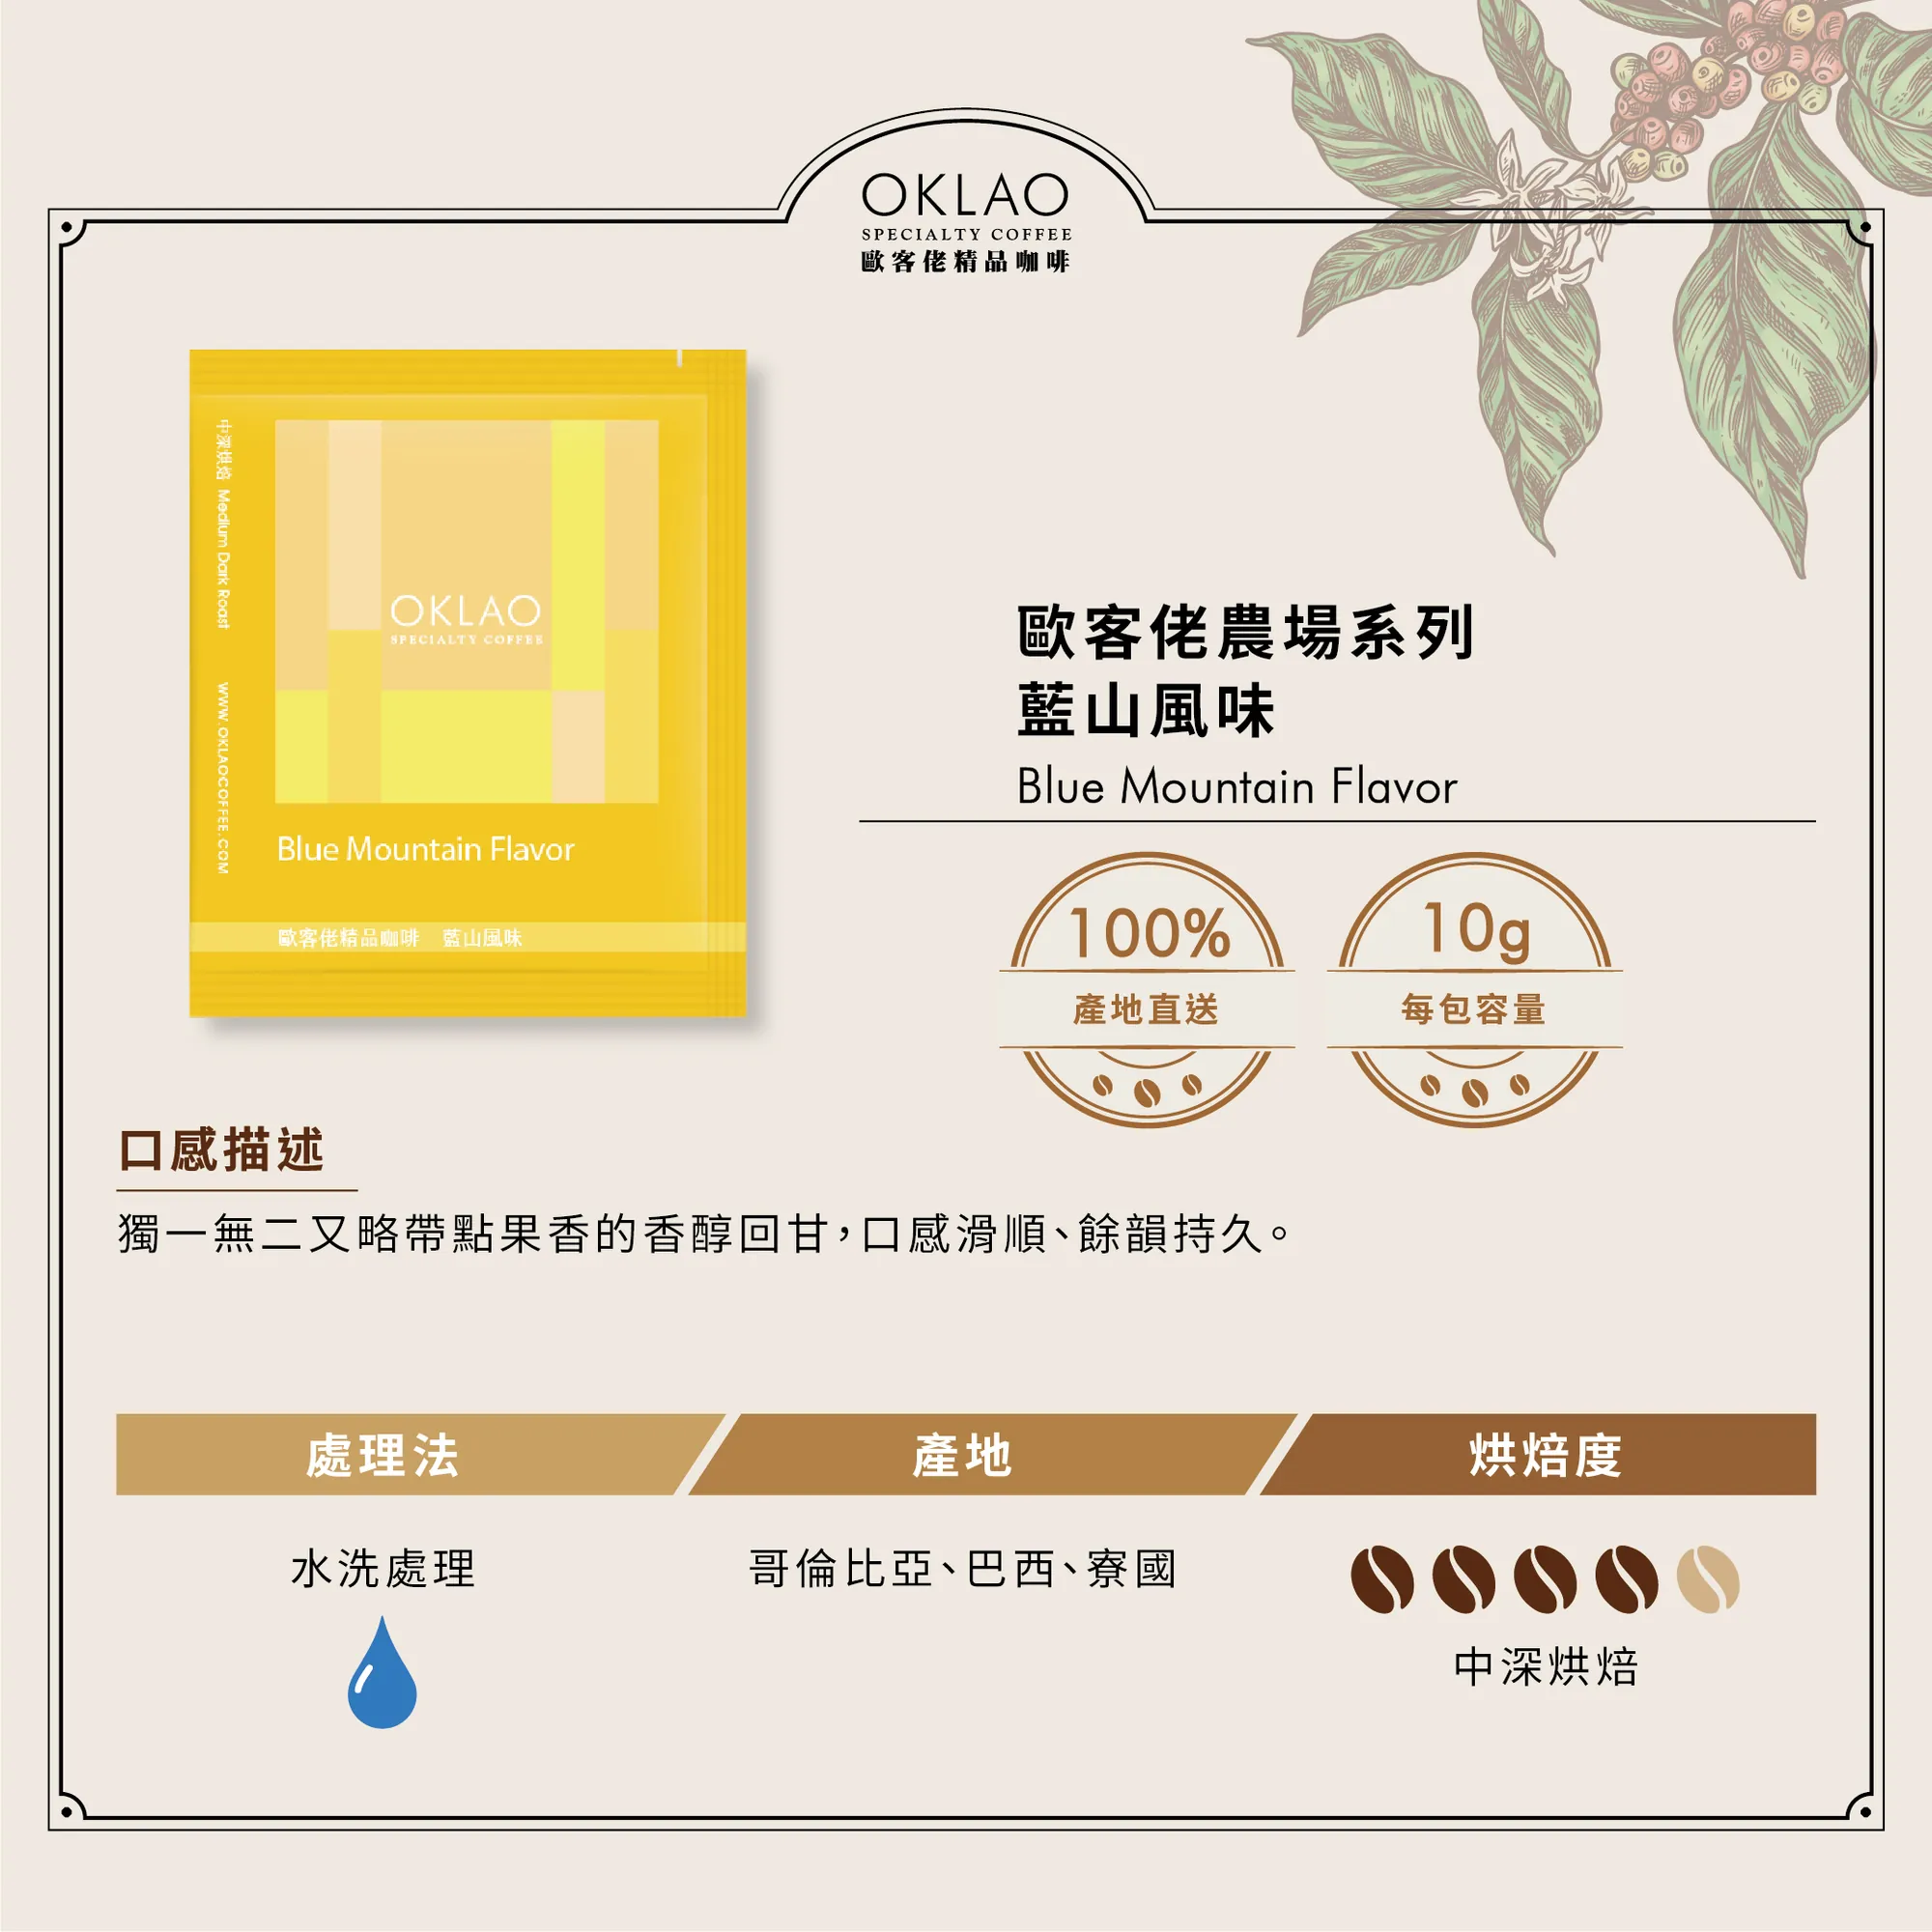 OKLAO
SPECIALTY COFFEE
歐客佬精品咖啡
中深烘焙 Medium Dark Roast
WWW.OKLAOCOFFEE.COM
OKLAO
SPECIALTY COFFEE
Blue Mountain Flavor
歐客佬精品咖啡 藍山風味
歐客佬農場系列
藍山風味
Blue Mountain Flavor
100%
產地直送
10g
每包容量
口感描述
獨一無二又略帶點果香的香醇回甘，口感滑順、餘韻持久。
處理法
產地
烘焙度
水洗處理
哥倫比亞、巴西、寮國
中深烘焙